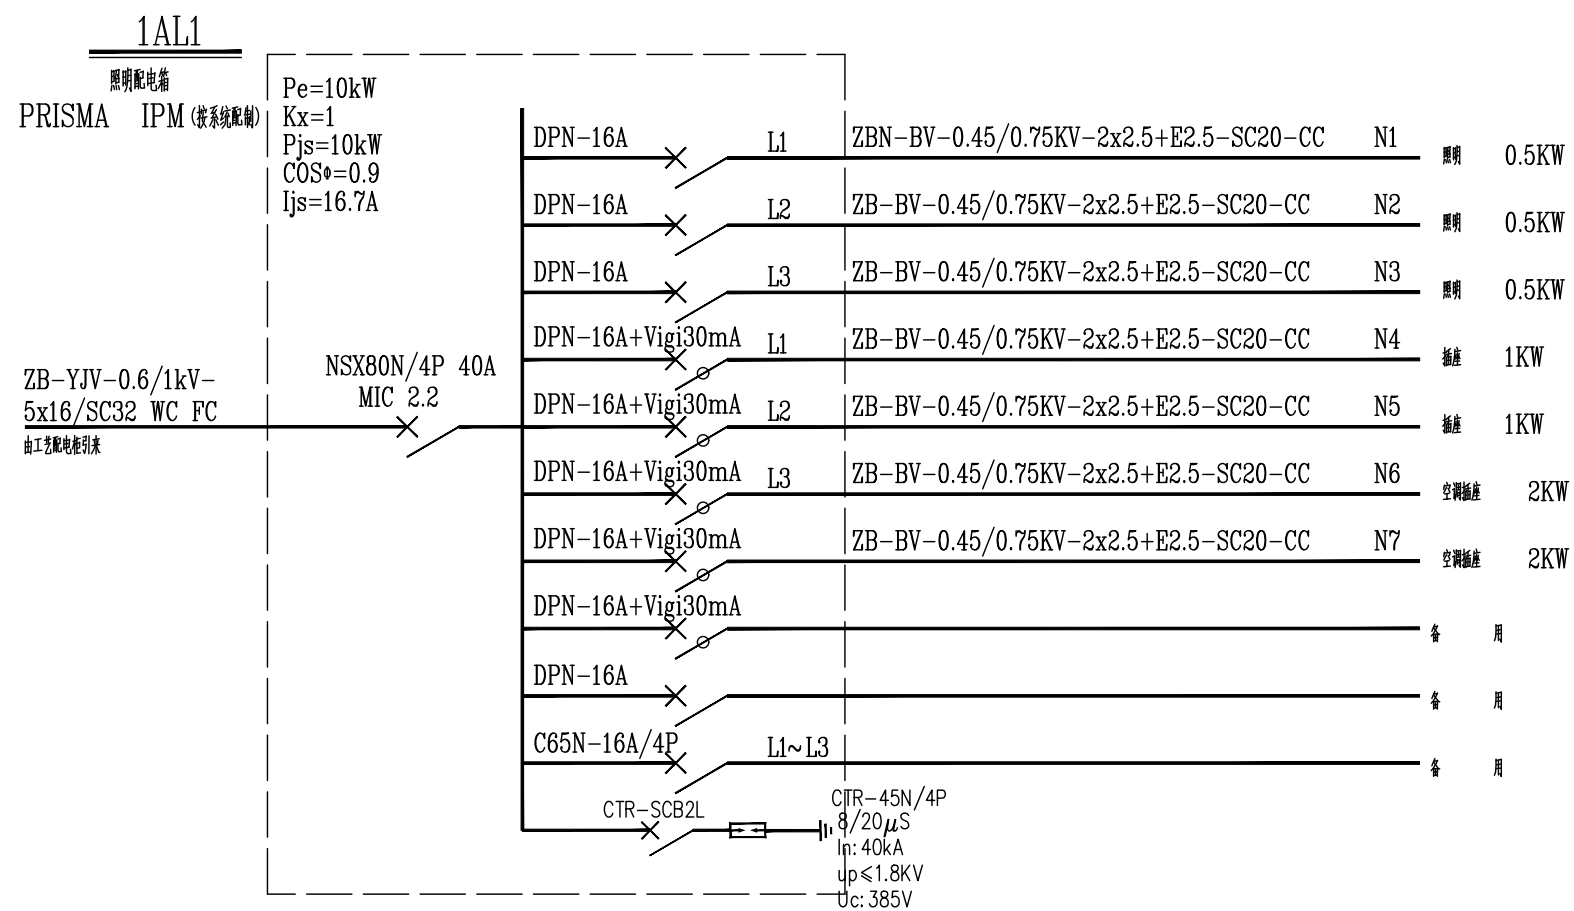 1AL1
照明配电箱
PRISMA IPM(按系统配制)
Pe=10kW
Kx=1
Pjs=10kW
COSΦ=0.9
Ijs=16.7A
ZB-YJV-0.6/1kV-
5x16/SC32 WC FC
由工艺配电柜引来
NSX80N/4P 40A
MIC 2.2
DPN-16A L1 ZBN-BV-0.45/0.75KV-2x2.5+E2.5-SC20-CC N1 照明 0.5KW
DPN-16A L2 ZB-BV-0.45/0.75KV-2x2.5+E2.5-SC20-CC N2 照明 0.5KW
DPN-16A L3 ZB-BV-0.45/0.75KV-2x2.5+E2.5-SC20-CC N3 照明 0.5KW
DPN-16A+Vigi30mA L1 ZB-BV-0.45/0.75KV-2x2.5+E2.5-SC20-CC N4 插座 1KW
DPN-16A+Vigi30mA L2 ZB-BV-0.45/0.75KV-2x2.5+E2.5-SC20-CC N5 插座 1KW
DPN-16A+Vigi30mA L3 ZB-BV-0.45/0.75KV-2x2.5+E2.5-SC20-CC N6 空调插座 2KW
DPN-16A+Vigi30mA ZB-BV-0.45/0.75KV-2x2.5+E2.5-SC20-CC N7 空调插座 2KW
DPN-16A+Vigi30mA 备 用
DPN-16A 备 用
C65N-16A/4P L1~L3 备 用
CTR-SCB2L
CTR-45N/4P
8/20μS
In: 40kA
up≤1.8KV
Uc: 385V